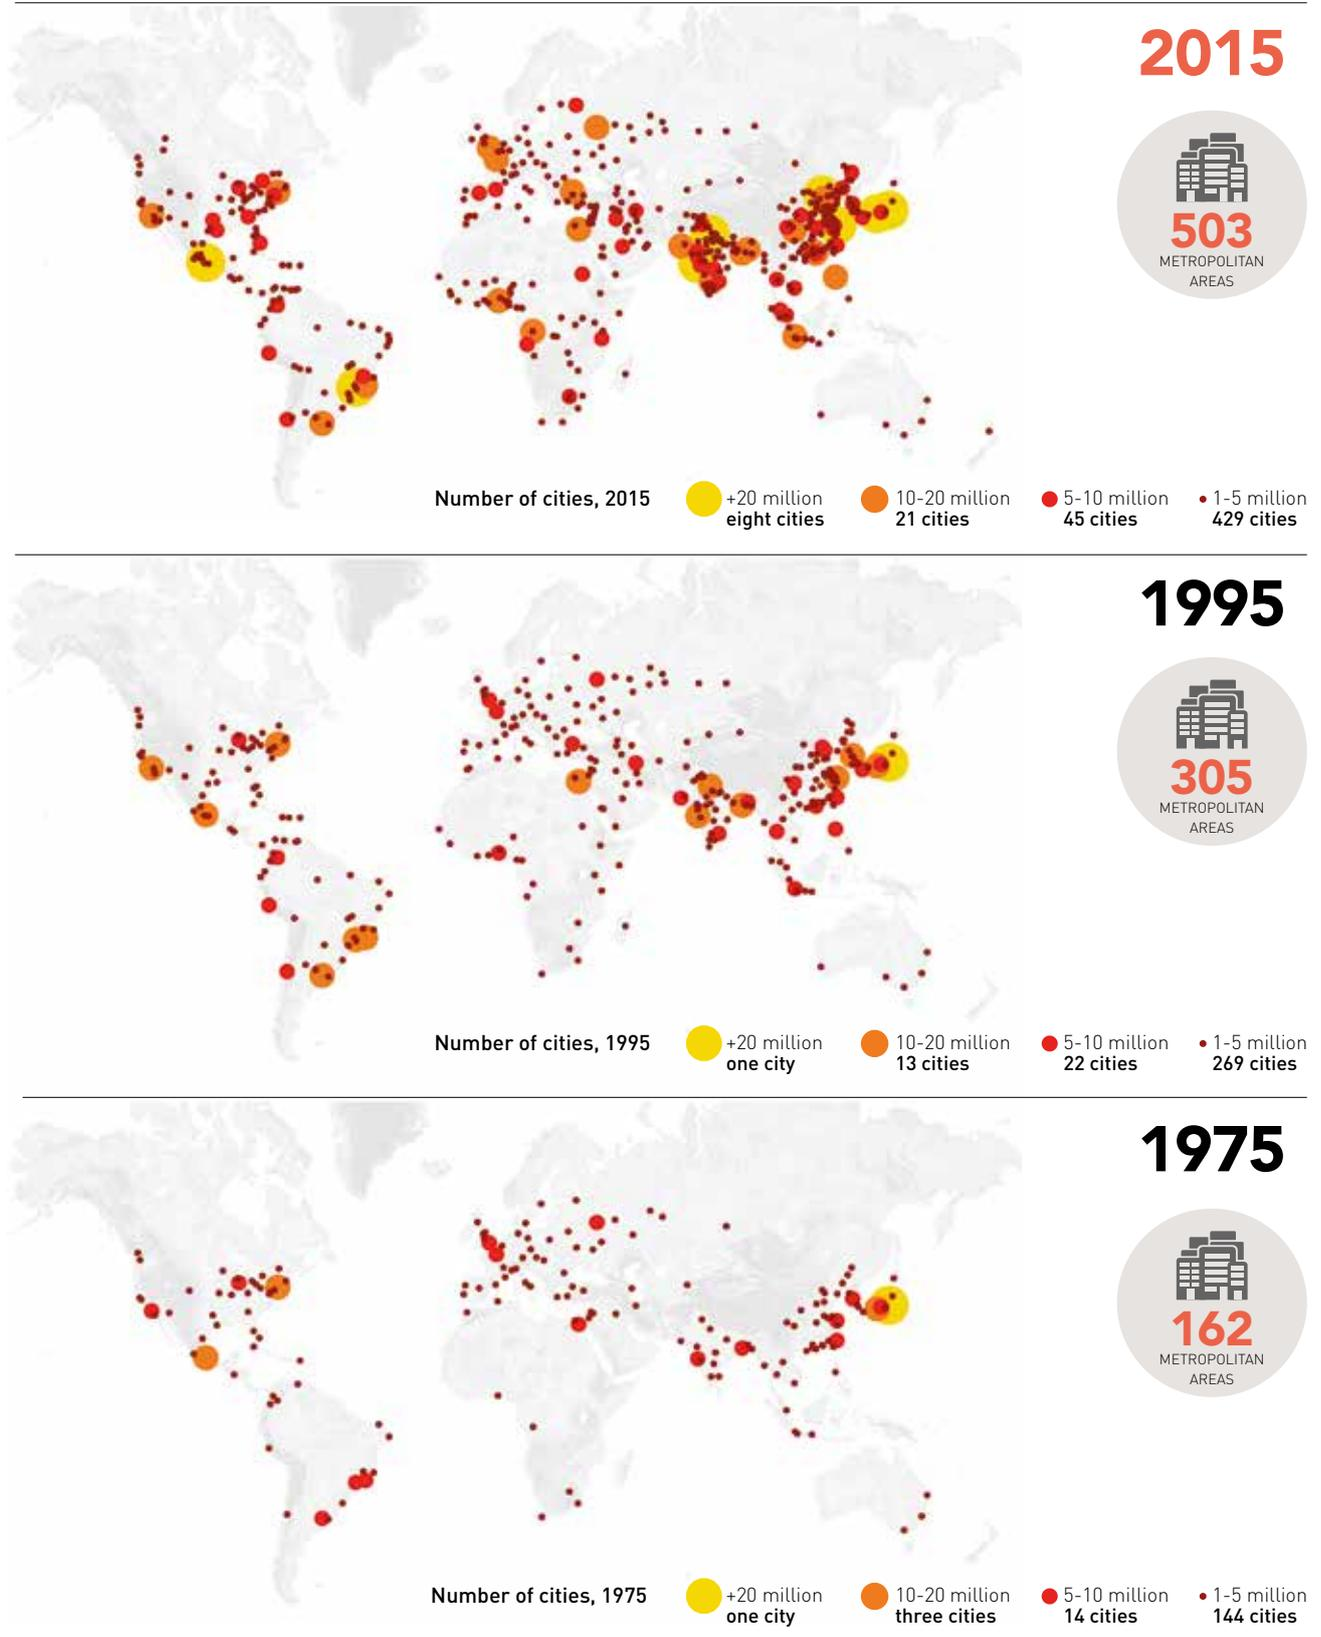 2015
503
METROPOLITAN
AREAS
Number of cities, 2015
+20 million
eight cities
10-20 million
21 cities
5-10 million
45 cities
1-5 million
429 cities
1995
305
METROPOLITAN
AREAS
Number of cities, 1995
+20 million
one city
10-20 million
13 cities
5-10 million
22 cities
1-5 million
269 cities
1975
162
METROPOLITAN
AREAS
Number of cities, 1975
+20 million
one city
10-20 million
three cities
5-10 million
14 cities
1-5 million
144 cities